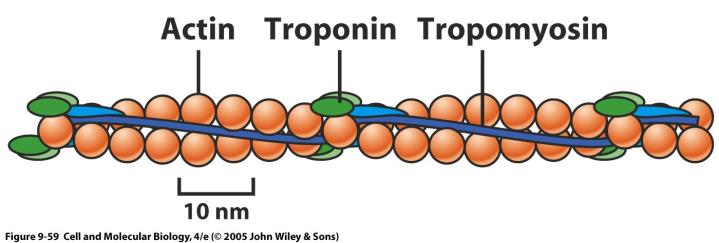 Actin Troponin Tropomyosin
10 nm
Figure 9-59 Cell and Molecular Biology, 4/e (© 2005 John Wiley & Sons)